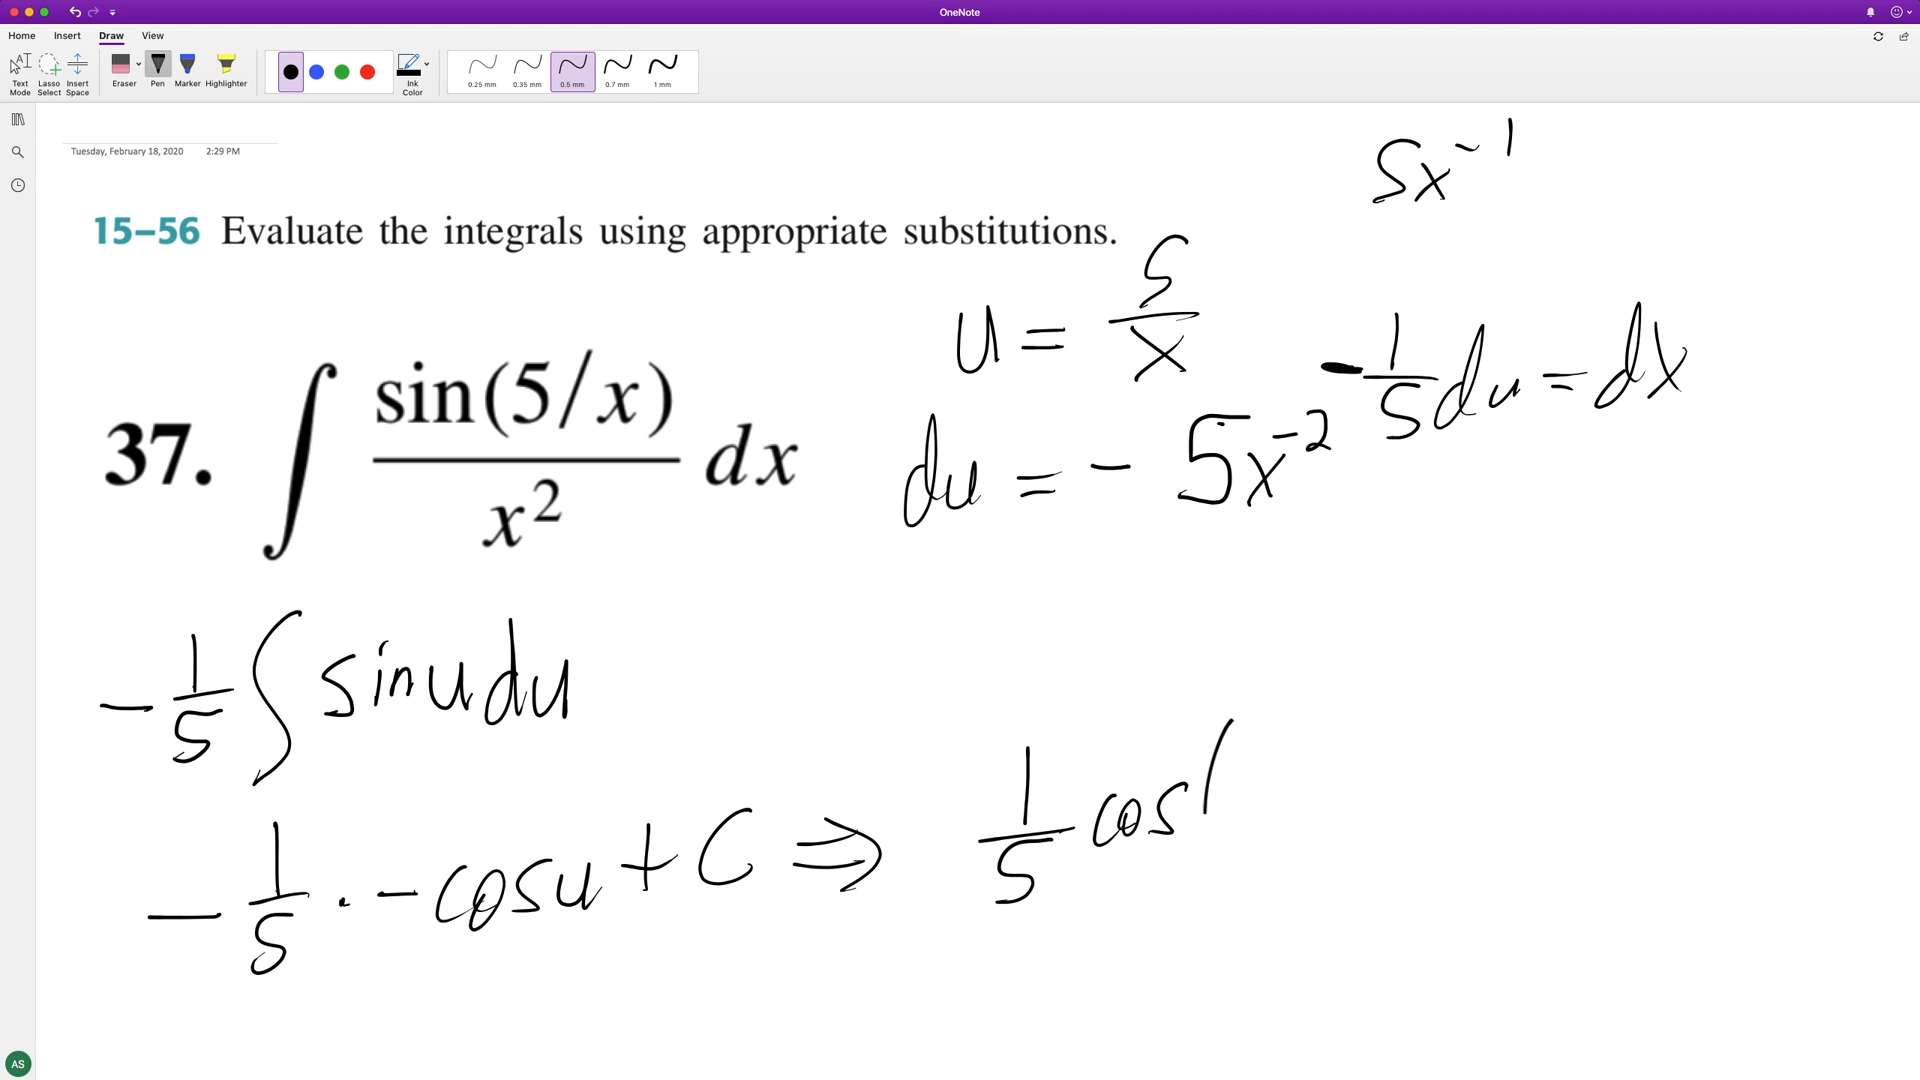 OneNote
Home Insert Draw View
Text Mode Lasso Select Insert Space Eraser Pen Marker Highlighter Ink Color 0.25 mm 0.35 mm 0.5 mm 0.7 mm 1 mm
Tuesday, February 18, 2020 2:29 PM
5x^-1
15–56 Evaluate the integrals using appropriate substitutions.
u = 5/x
-1/5 du = dx
37. ∫ sin(5/x)/x² dx
du = - 5x^-2
-1/5 ∫ sin u du
-1/5 · -cos u + C ⇒ 1/5 cos(
AS